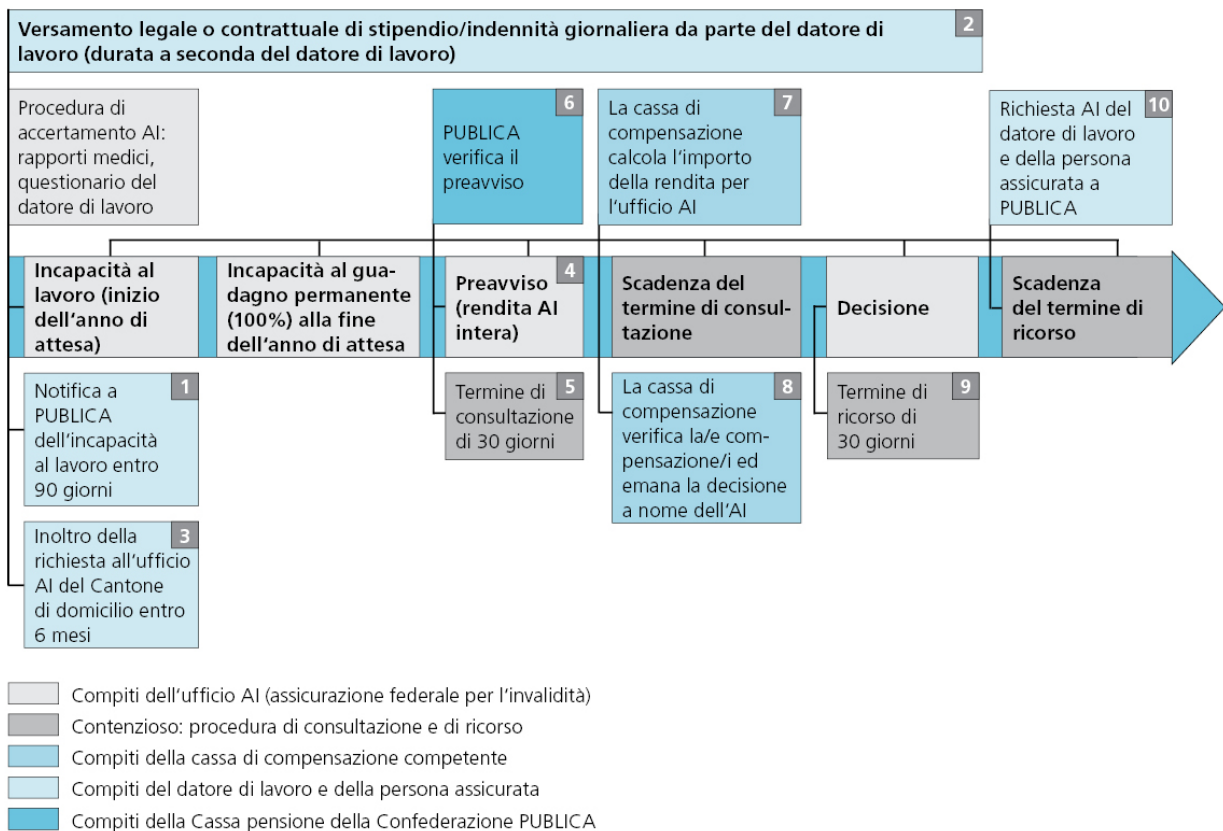 Versamento legale o contrattuale di stipendio/indennità giornaliera da parte del datore di
lavoro (durata a seconda del datore di lavoro)
2
Procedura di
accertamento AI:
rapporti medici,
questionario del
datore di lavoro
6
PUBLICA
verifica il
preavviso
7
La cassa di
compensazione
calcola l'importo
della rendita per
l'ufficio AI
10
Richiesta AI del
datore di lavoro
e della persona
assicurata a
PUBLICA
Incapacità al
lavoro (inizio
dell'anno di
attesa)
Incapacità al gua-
dagno permanente
(100%) alla fine
dell'anno di attesa
4
Preavviso
(rendita AI
intera)
Scadenza del
termine di consul-
tazione
Decisione
Scadenza
del termine di
ricorso
1
Notifica a
PUBLICA
dell'incapacità
al lavoro entro
90 giorni
5
Termine di
consultazione
di 30 giorni
8
La cassa di
compensazione
verifica la/e com-
pensazione/i ed
emana la decisione
a nome dell'AI
9
Termine di
ricorso di
30 giorni
3
Inoltro della
richiesta all'ufficio
AI del Cantone
di domicilio entro
6 mesi
Compiti dell'ufficio AI (assicurazione federale per l'invalidità)
Contenzioso: procedura di consultazione e di ricorso
Compiti della cassa di compensazione competente
Compiti del datore di lavoro e della persona assicurata
Compiti della Cassa pensione della Confederazione PUBLICA